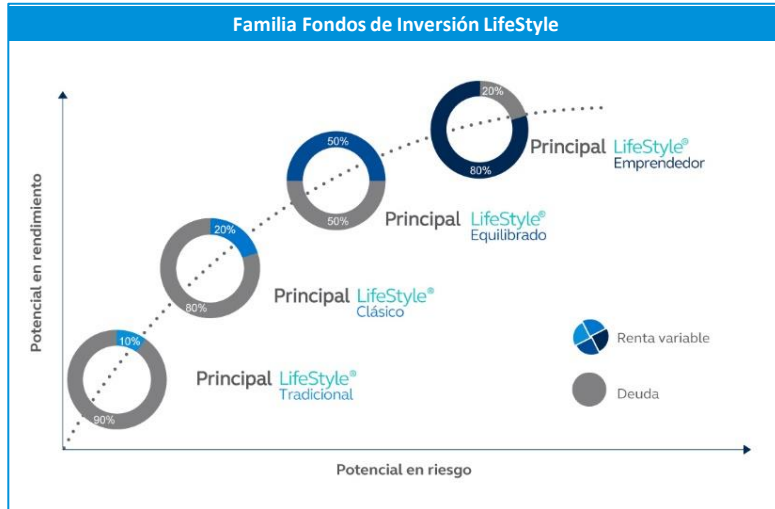 Familia Fondos de Inversión LifeStyle
Potencial en rendimiento
20%
80%
Principal LifeStyle®
Emprendedor
50%
50%
Principal LifeStyle®
Equilibrado
20%
80%
Principal LifeStyle®
Clásico
10%
90%
Principal LifeStyle®
Tradicional
Renta variable
Deuda
Potencial en riesgo